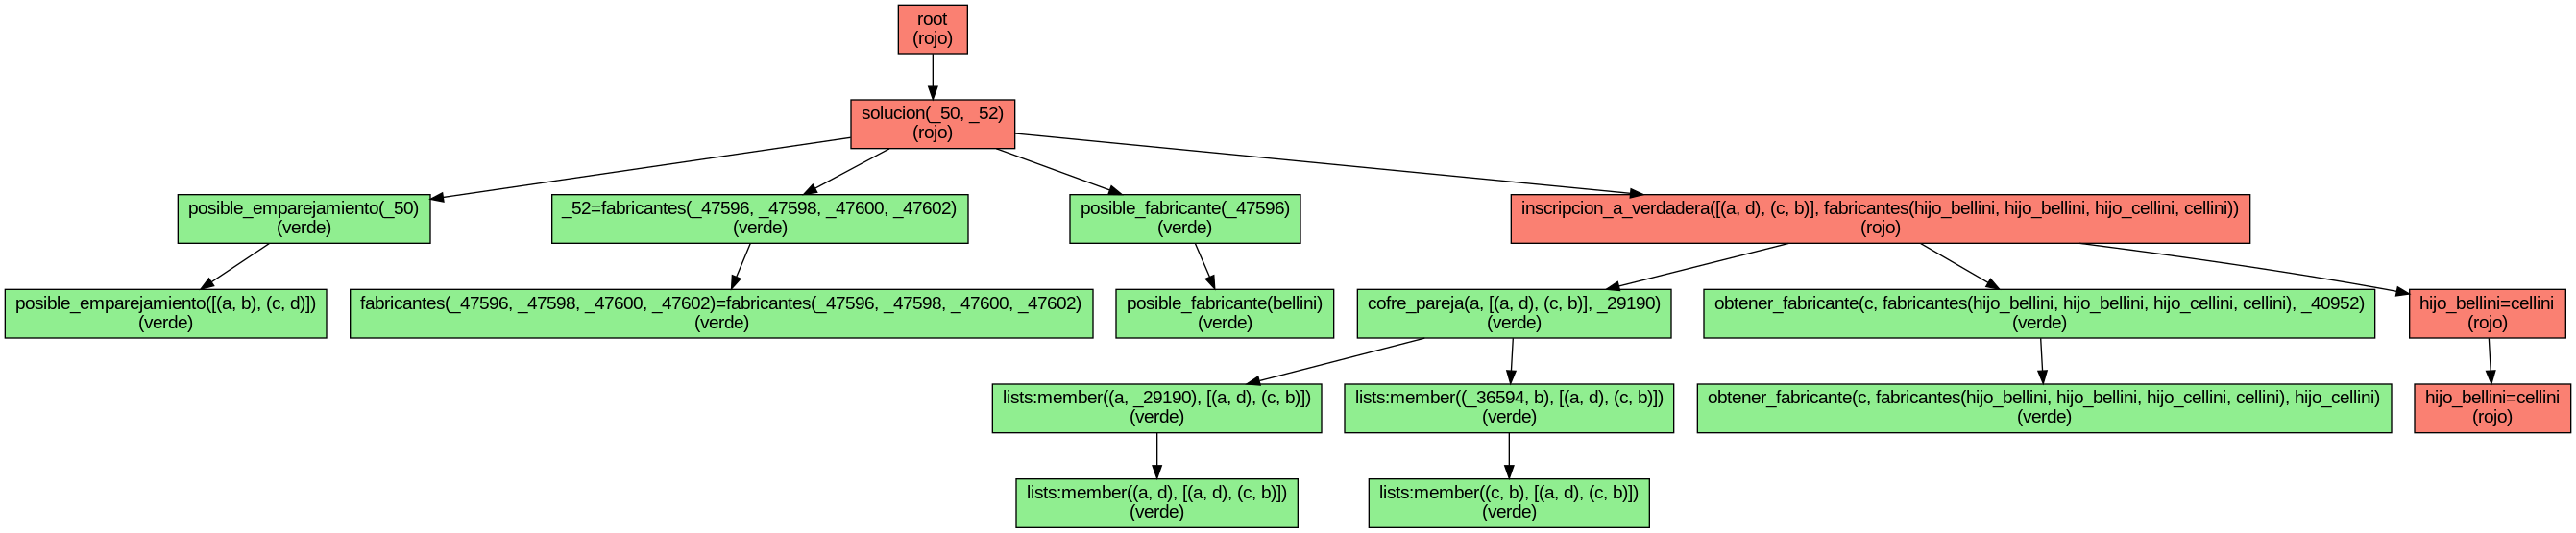 root
(rojo)
solucion(_50, _52)
(rojo)
posible_emparejamiento(_50)
(verde)
_52=fabricantes(_47596, _47598, _47600, _47602)
(verde)
posible_fabricante(_47596)
(verde)
inscripcion_a_verdadera([(a, d), (c, b)], fabricantes(hijo_bellini, hijo_bellini, hijo_cellini, cellini))
(rojo)
posible_emparejamiento([(a, b), (c, d)])
(verde)
fabricantes(_47596, _47598, _47600, _47602)=fabricantes(_47596, _47598, _47600, _47602)
(verde)
posible_fabricante(bellini)
(verde)
cofre_pareja(a, [(a, d), (c, b)], _29190)
(verde)
obtener_fabricante(c, fabricantes(hijo_bellini, hijo_bellini, hijo_cellini, cellini), _40952)
(verde)
hijo_bellini=cellini
(rojo)
lists:member((a, _29190), [(a, d), (c, b)])
(verde)
lists:member((_36594, b), [(a, d), (c, b)])
(verde)
obtener_fabricante(c, fabricantes(hijo_bellini, hijo_bellini, hijo_cellini, cellini), hijo_cellini)
(verde)
hijo_bellini=cellini
(rojo)
lists:member((a, d), [(a, d), (c, b)])
(verde)
lists:member((c, b), [(a, d), (c, b)])
(verde)